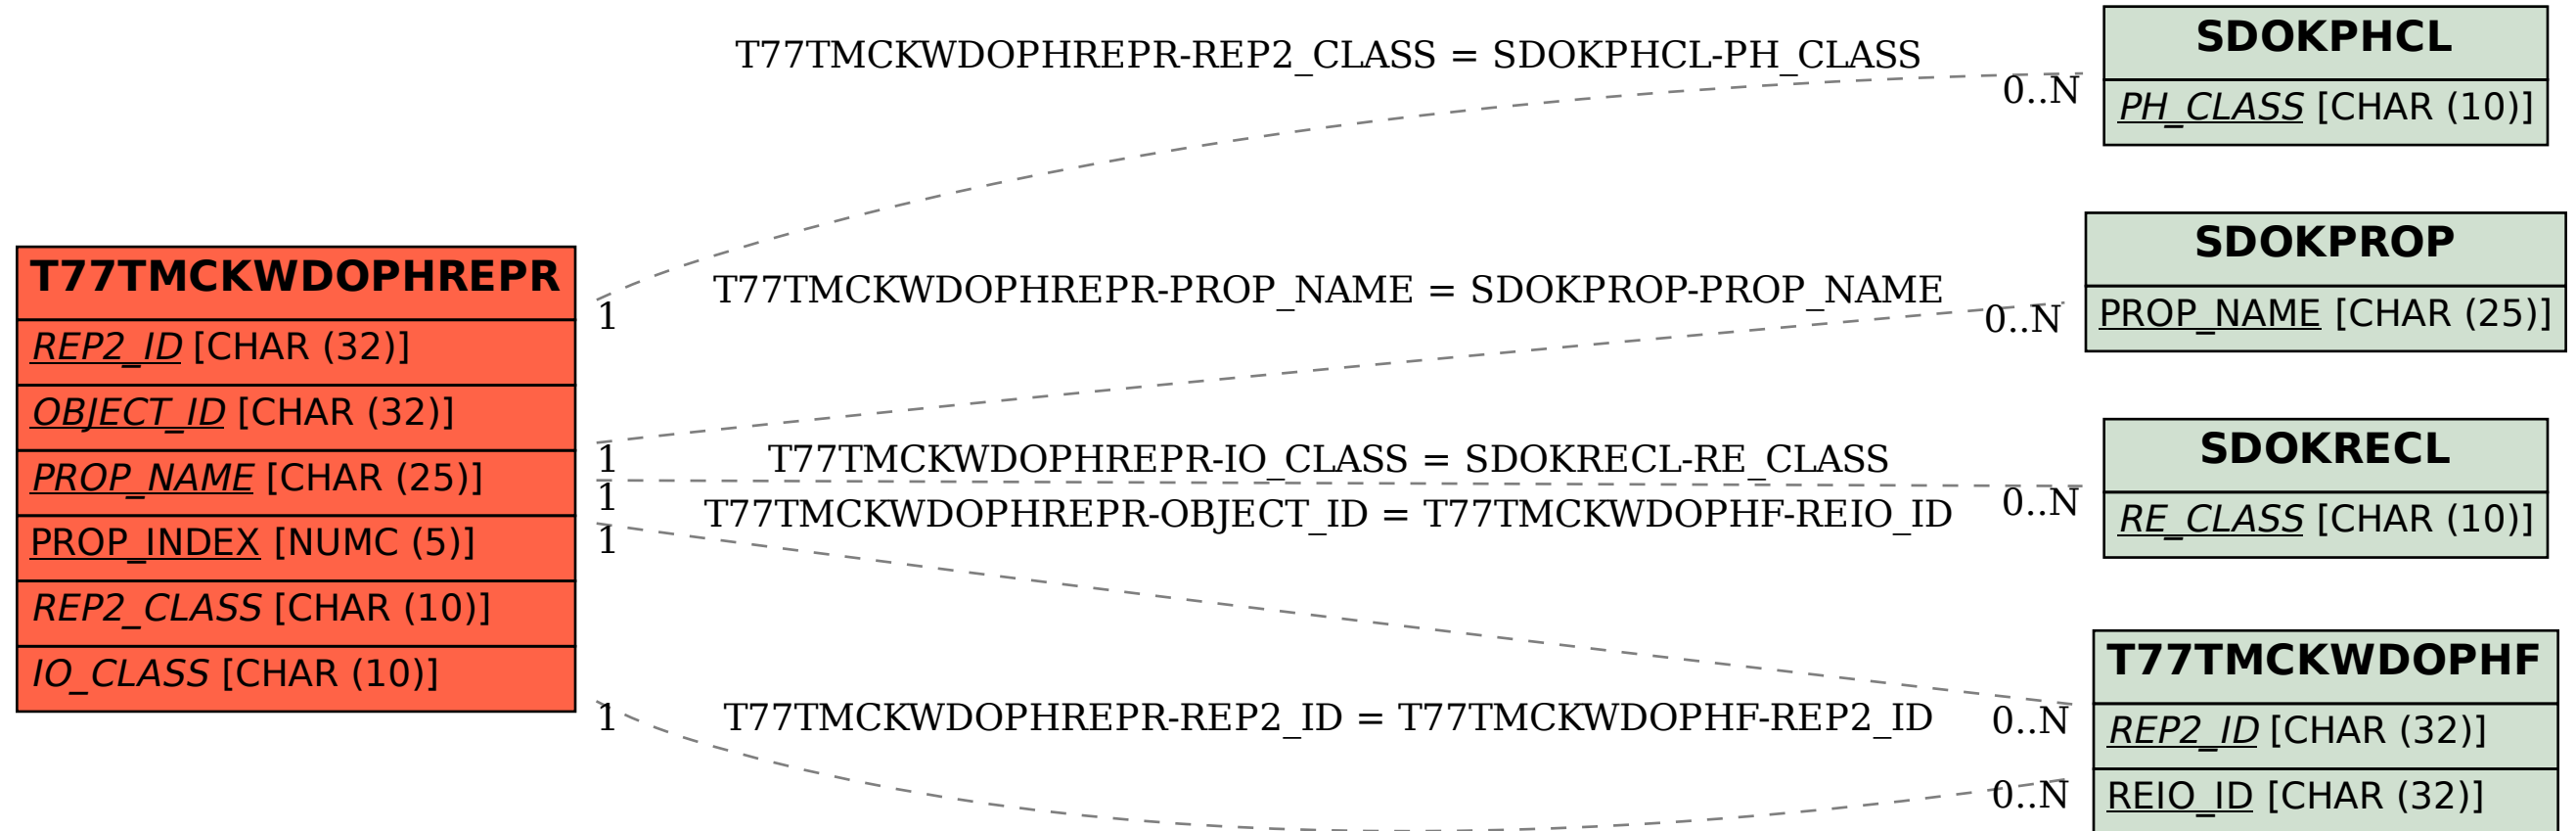 T77TMCKWDOPHREPR
REP2_ID [CHAR (32)]
OBJECT_ID [CHAR (32)]
PROP_NAME [CHAR (25)]
PROP_INDEX [NUMC (5)]
REP2_CLASS [CHAR (10)]
IO_CLASS [CHAR (10)]
T77TMCKWDOPHREPR-REP2_CLASS = SDOKPHCL-PH_CLASS
0..N
1
T77TMCKWDOPHREPR-PROP_NAME = SDOKPROP-PROP_NAME
0..N
1
T77TMCKWDOPHREPR-IO_CLASS = SDOKRECL-RE_CLASS
0..N
1
T77TMCKWDOPHREPR-OBJECT_ID = T77TMCKWDOPHF-REIO_ID
0..N
1
T77TMCKWDOPHREPR-REP2_ID = T77TMCKWDOPHF-REP2_ID
0..N
1
SDOKPHCL
PH_CLASS [CHAR (10)]
SDOKPROP
PROP_NAME [CHAR (25)]
SDOKRECL
RE_CLASS [CHAR (10)]
T77TMCKWDOPHF
REP2_ID [CHAR (32)]
REIO_ID [CHAR (32)]